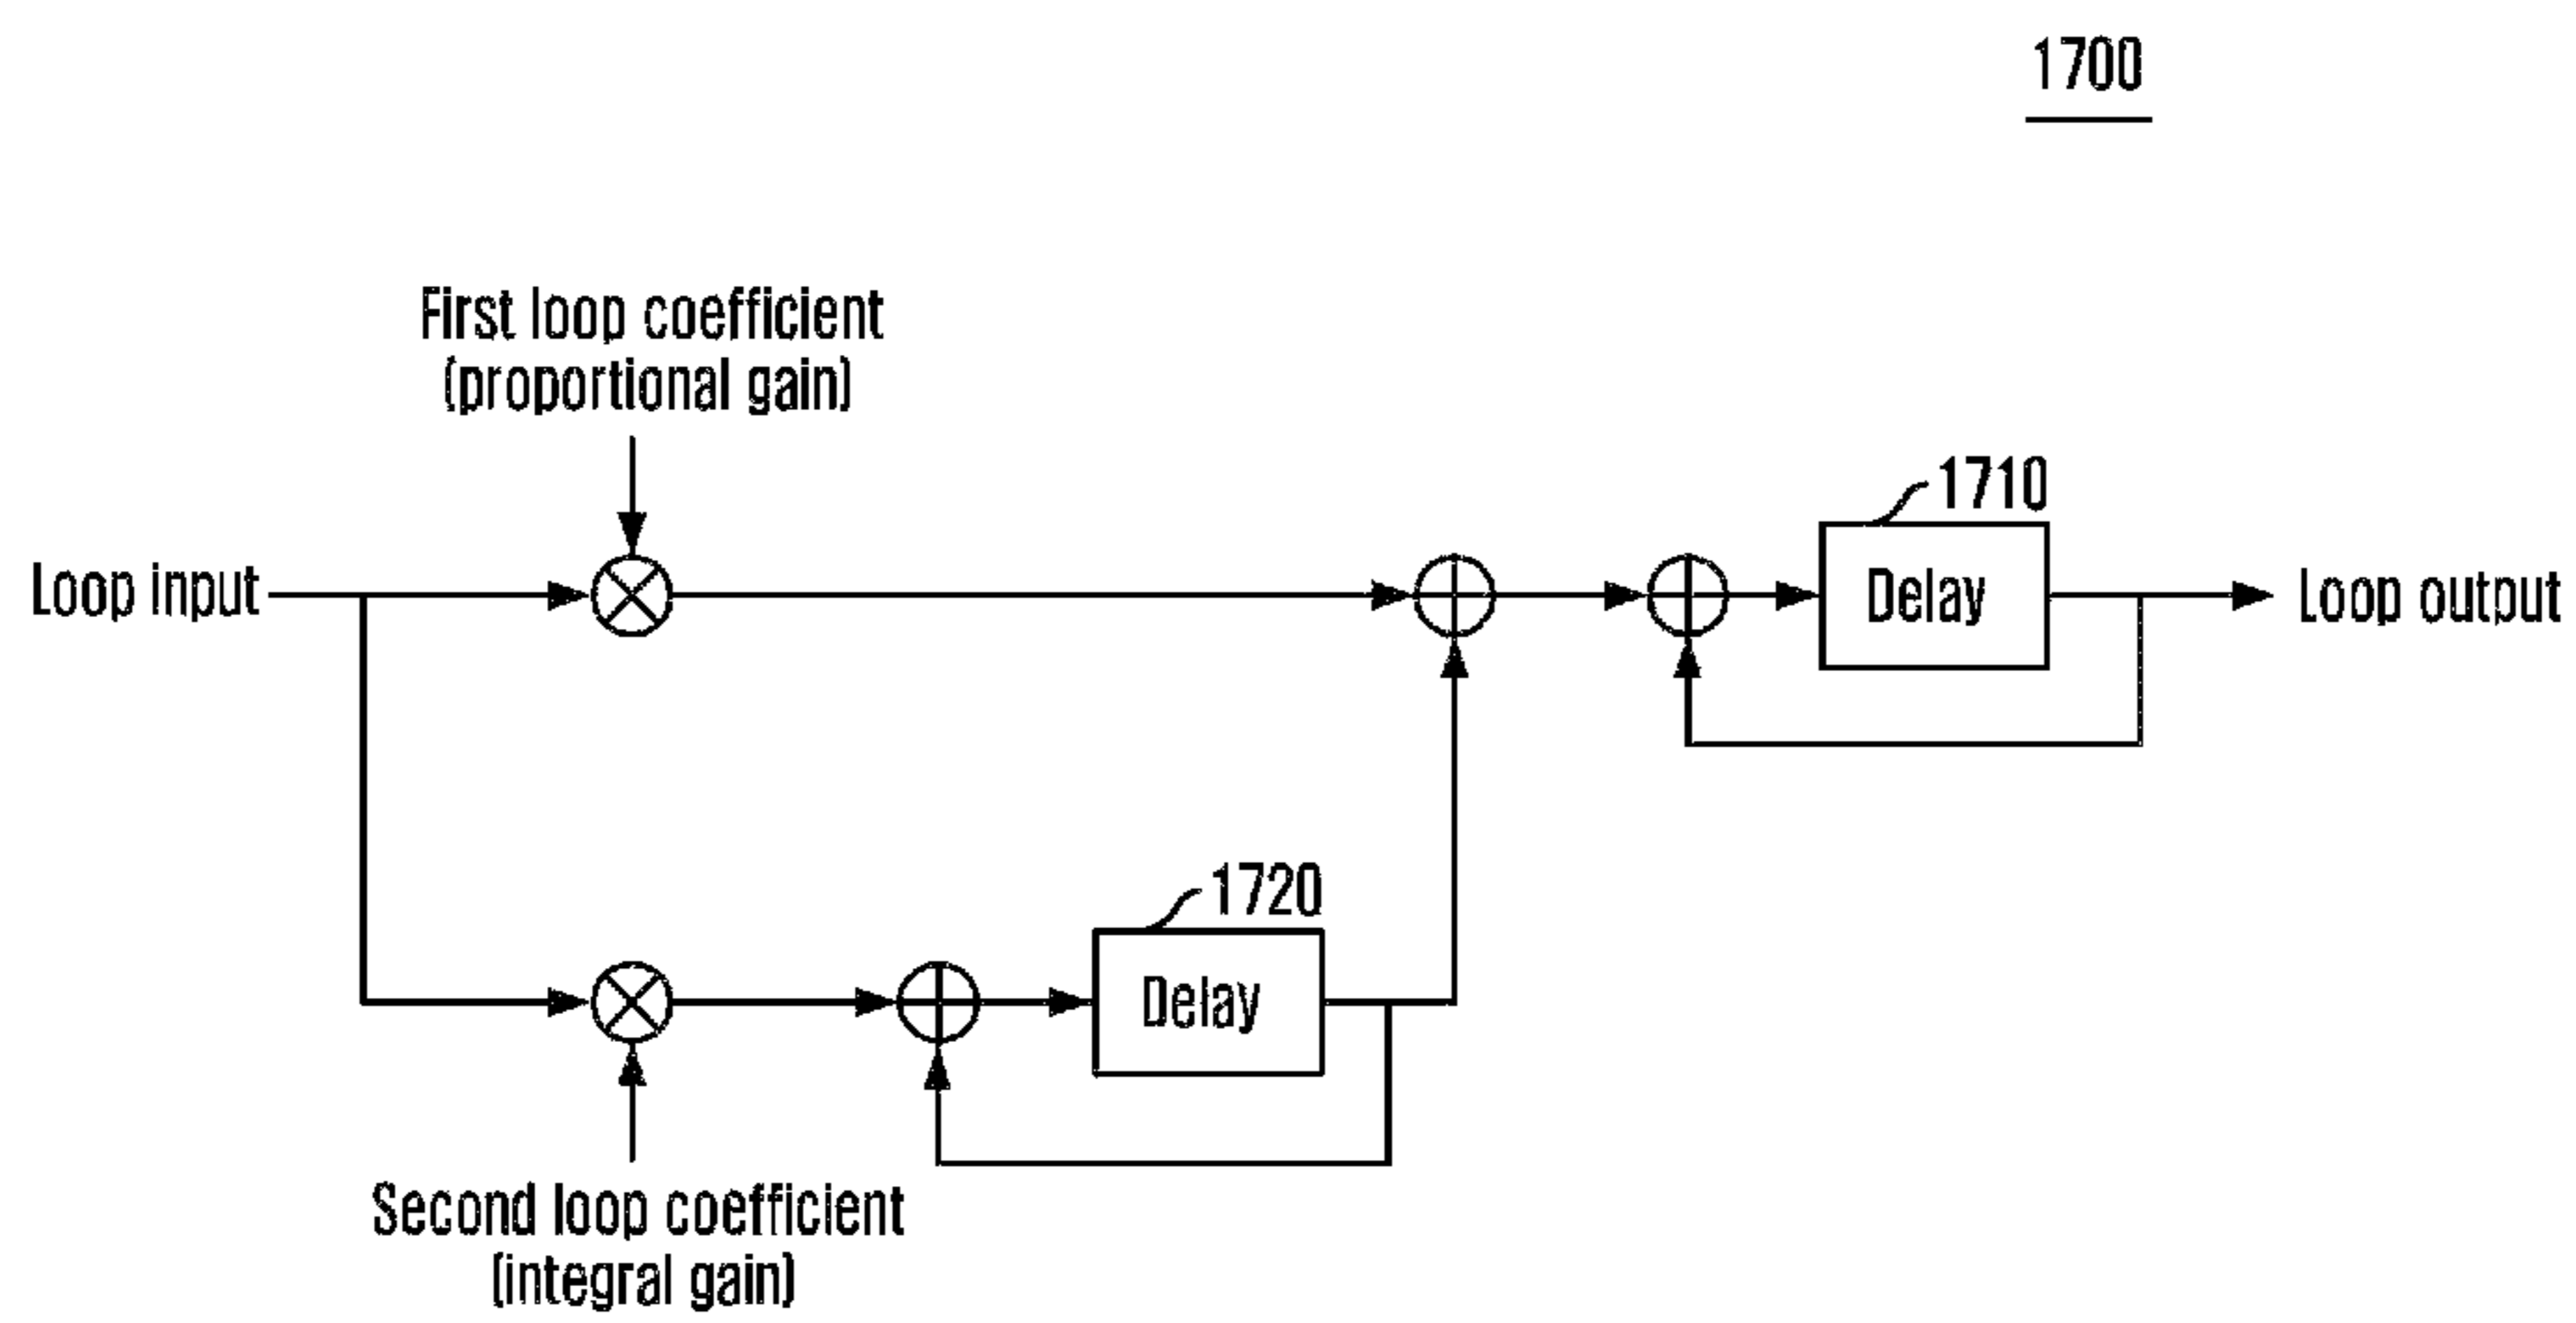 1700
First loop coefficient
(proportional gain)
1710
Loop input
Delay
Loop output
1720
Delay
Second loop coefficient
(integral gain)